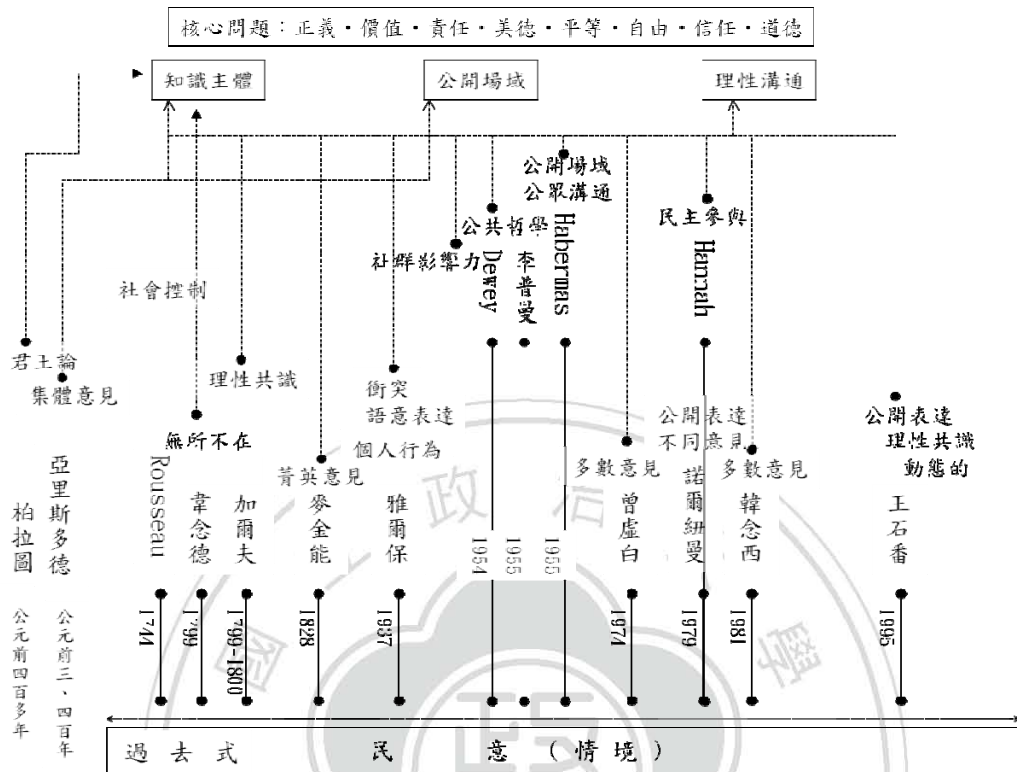 核心問題：正義‧價值‧責任‧美德‧平等‧自由‧信任‧道德
知識主體
公開場域
理性溝通
公開場域
公眾溝通
公共哲學
民主參與
社群影響力
Dewey
李普曼
Habermas
Hannah
社會控制
君王論
集體意見
理性共識
無所不在
衝突
語意表達
個人行為
菁英意見
多數意見
公開表達
不同意見
多數意見
公開表達
理性共識
動態的
柏拉圖
亞里斯多德
Rousseau
韋念德
加爾夫
麥金能
雅爾保
曾虛白
諾爾紐曼
韓念西
王石番
公元前四百多年
公元前三、四百年
1744
1799
1799-1800
1828
1937
1954
1955
1955
1974
1979
1981
1995
過去式 民 意（情境）
政
治
學